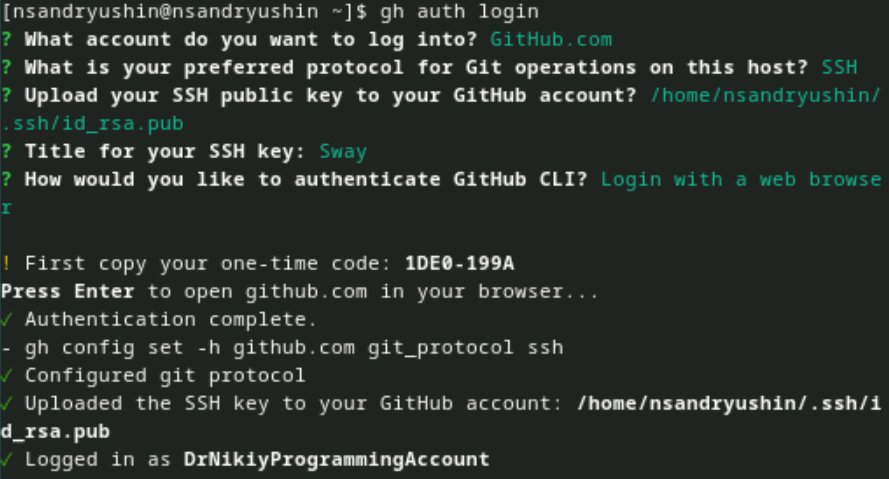 [nsandryushin@nsandryushin ~]$ gh auth login
? What account do you want to log into? GitHub.com
? What is your preferred protocol for Git operations on this host? SSH
? Upload your SSH public key to your GitHub account? /home/nsandryushin/
.ssh/id_rsa.pub
? Title for your SSH key: Sway
? How would you like to authenticate GitHub CLI? Login with a web browse
r
! First copy your one-time code: 1DE0-199A
Press Enter to open github.com in your browser...
✓ Authentication complete.
- gh config set -h github.com git_protocol ssh
✓ Configured git protocol
✓ Uploaded the SSH key to your GitHub account: /home/nsandryushin/.ssh/i
d_rsa.pub
✓ Logged in as DrNikiyProgrammingAccount